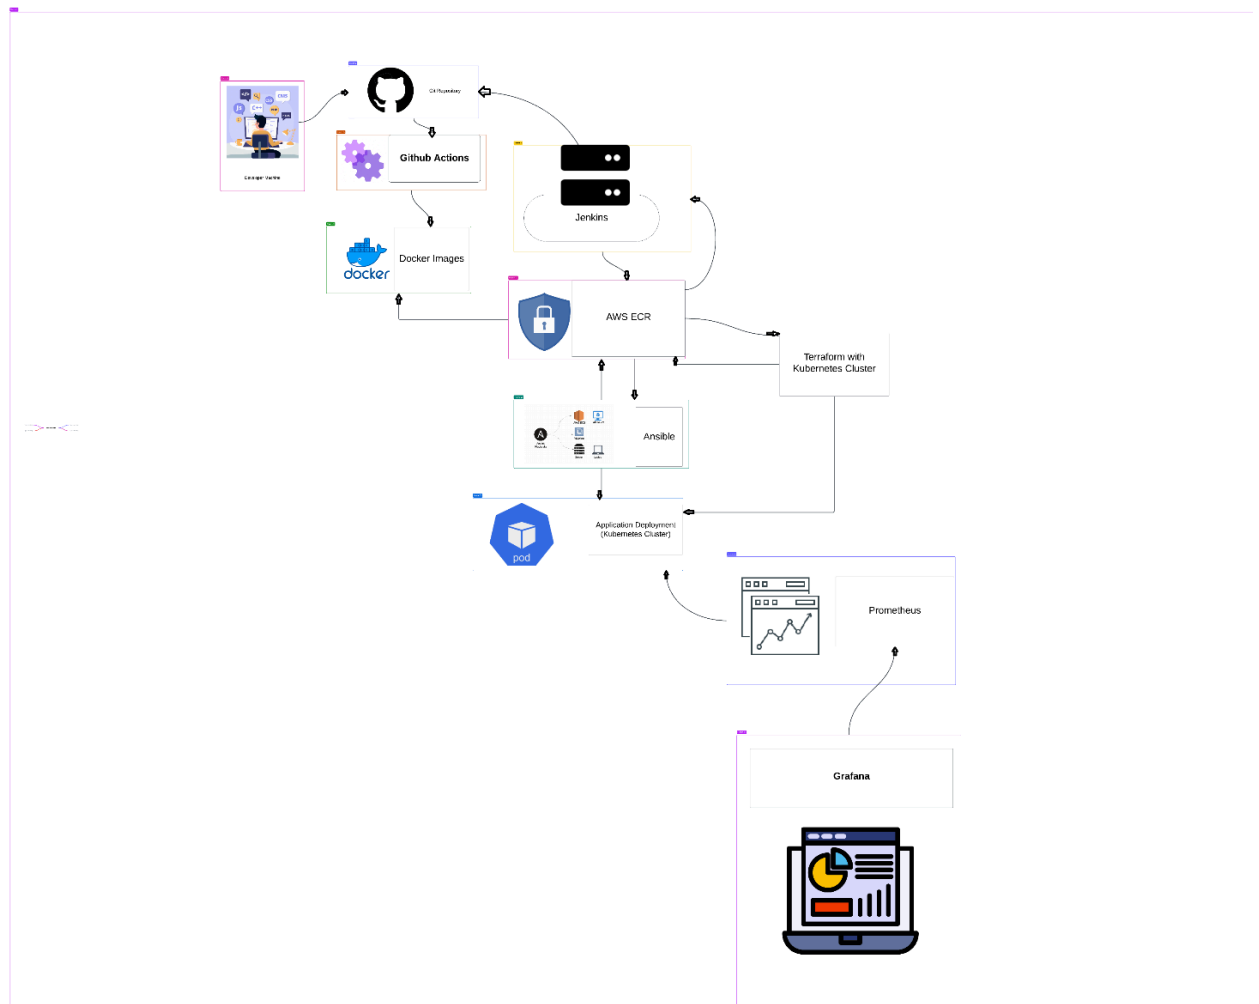 Git Repository
Github Actions
Jenkins
docker
Docker Images
AWS ECR
Terraform with
Kubernetes Cluster
Ansible
Application Deployment
(Kubernetes Cluster)
pod
Prometheus
Grafana